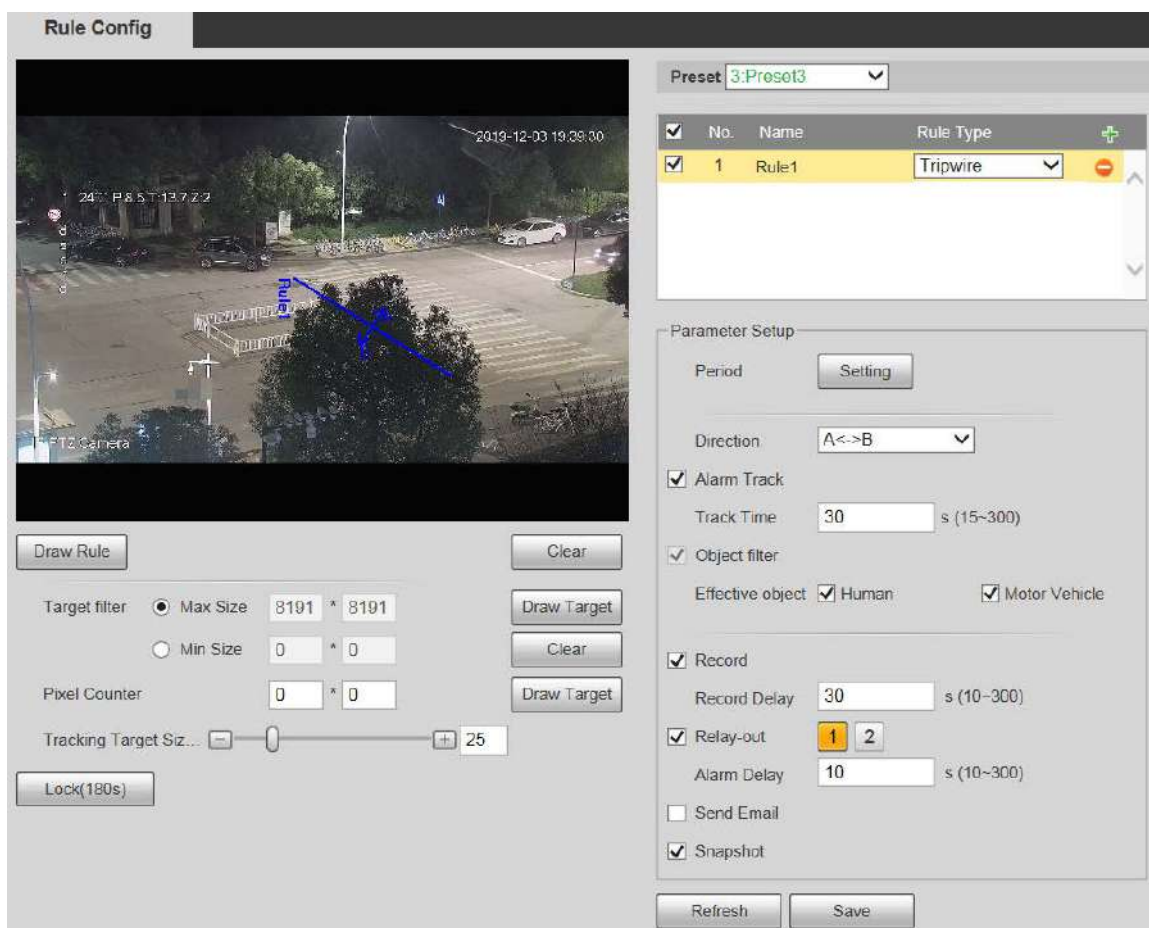 Rule Config
2019-12-03 19:39:30
Rule1
PTZ Camera
Draw Rule
Clear
Target filter Max Size 8191 * 8191 Draw Target
Min Size 0 * 0 Clear
Pixel Counter 0 * 0 Draw Target
Tracking Target Siz... 25
Lock(180s)
Preset 3:Preset3
No. Name Rule Type
1 Rule1 Tripwire
Parameter Setup
Period Setting
Direction A<->B
Alarm Track
Track Time 30 s (15~300)
Object filter
Effective object Human Motor Vehicle
Record
Record Delay 30 s (10~300)
Relay-out 1 2
Alarm Delay 10 s (10~300)
Send Email
Snapshot
Refresh Save